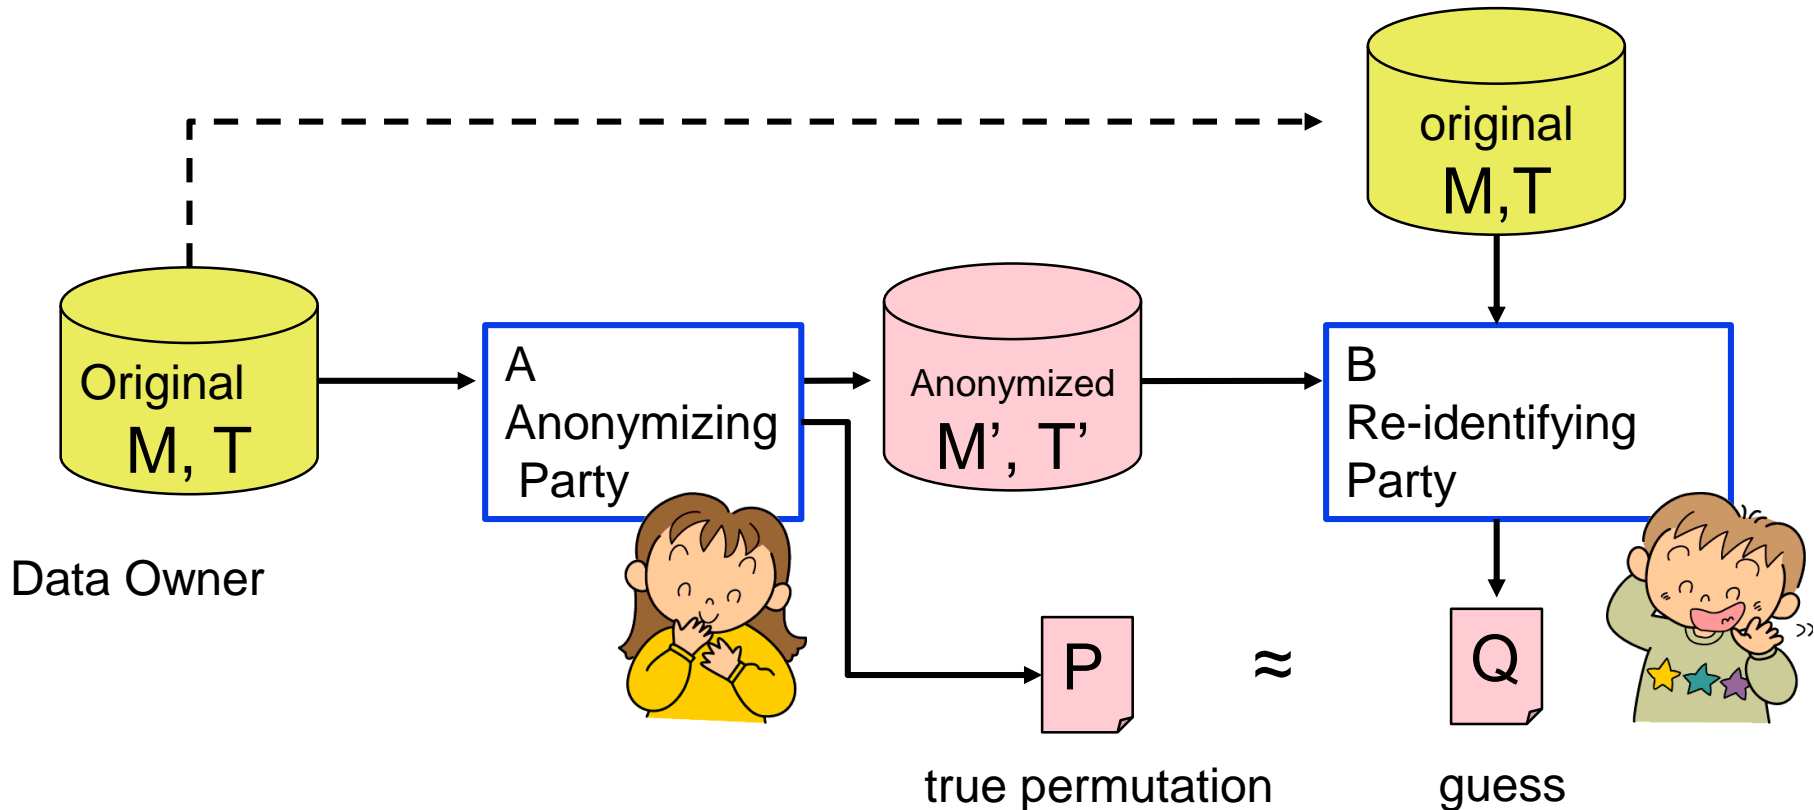 original
M,T
Original
M, T
A
Anonymizing
Party
Anonymized
M’, T’
B
Re-identifying
Party
Data Owner
P
≈
Q
true permutation
guess